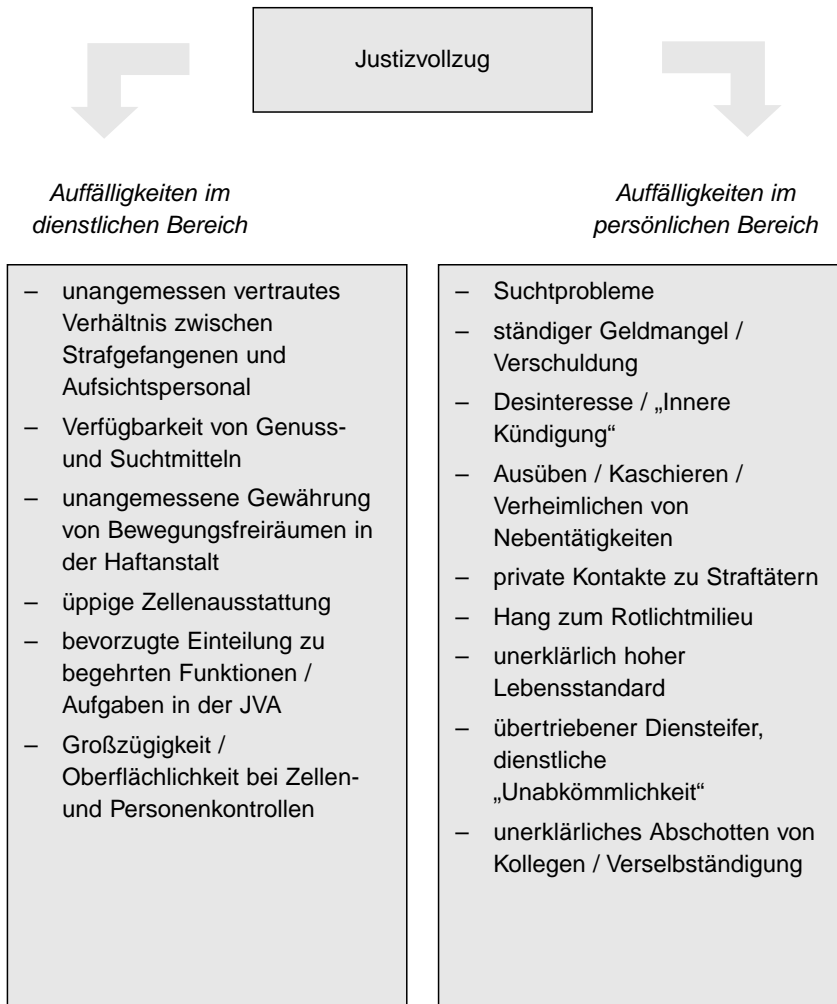 Justizvollzug
Auffälligkeiten im
dienstlichen Bereich
– unangemessen vertrautes
Verhältnis zwischen
Strafgefangenen und
Aufsichtspersonal
– Verfügbarkeit von Genuss-
und Suchtmitteln
– unangemessene Gewährung
von Bewegungsfreiräumen in
der Haftanstalt
– üppige Zellenausstattung
– bevorzugte Einteilung zu
begehrten Funktionen /
Aufgaben in der JVA
– Großzügigkeit /
Oberflächlichkeit bei Zellen-
und Personenkontrollen
Auffälligkeiten im
persönlichen Bereich
– Suchtprobleme
– ständiger Geldmangel /
Verschuldung
– Desinteresse / „Innere
Kündigung“
– Ausüben / Kaschieren /
Verheimlichen von
Nebentätigkeiten
– private Kontakte zu Straftätern
– Hang zum Rotlichtmilieu
– unerklärlich hoher
Lebensstandard
– übertriebener Diensteifer,
dienstliche
„Unabkömmlichkeit“
– unerklärliches Abschotten von
Kollegen / Verselbständigung